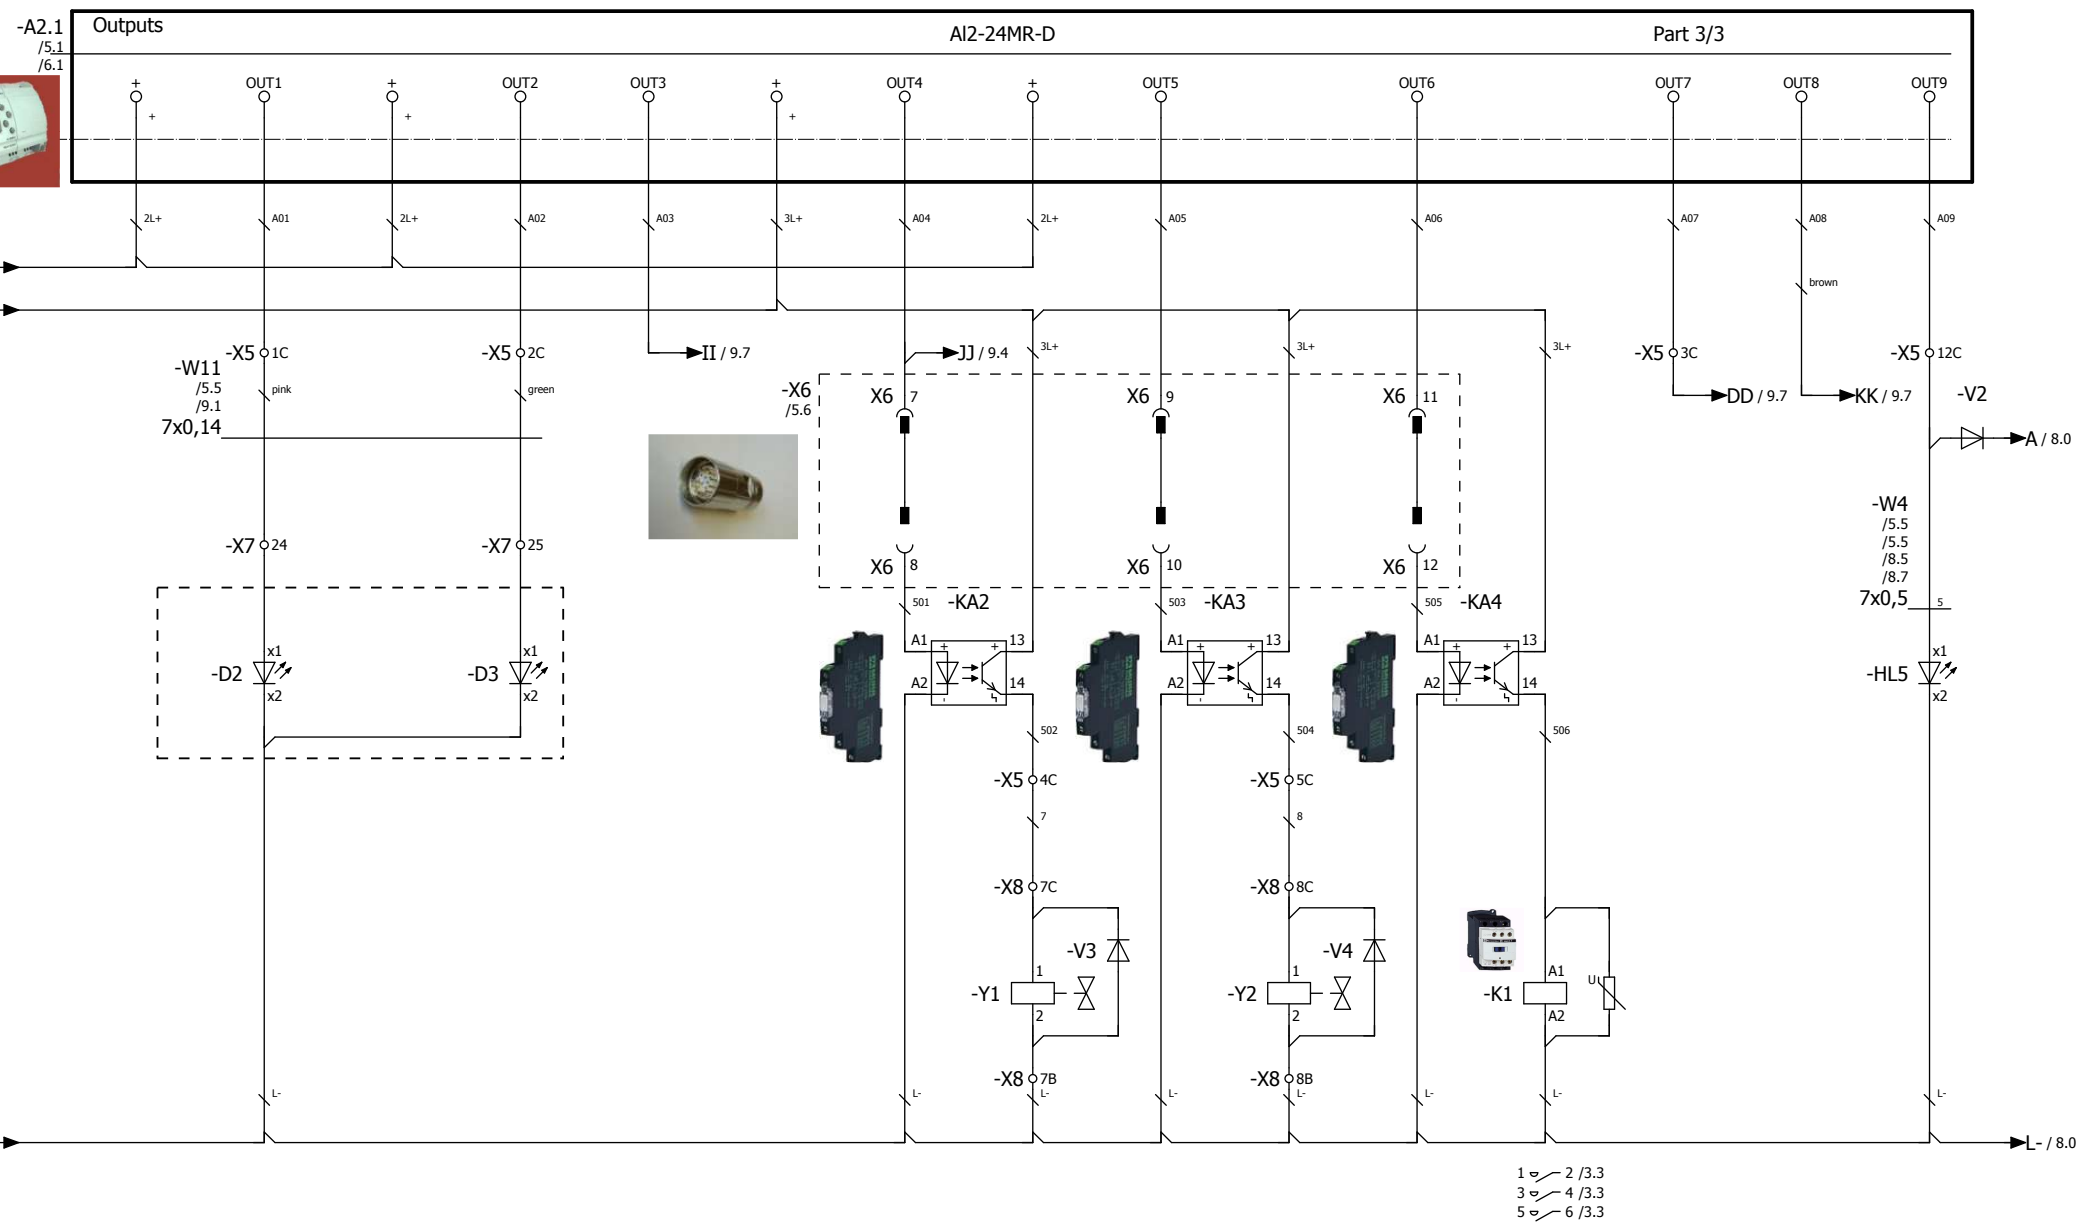 -A2.1
/5.1
/6.1
Outputs
Al2-24MR-D
Part 3/3
+ OUT1 + OUT2 OUT3 + OUT4 + OUT5 OUT6 OUT7 OUT8 OUT9
+ + +
2L+ A01 2L+ A02 A03 3L+ A04 2L+ A05 A06 A07 A08 A09
brown
-X5 1C
-X5 2C
II / 9.7
JJ / 9.4
3L+
3L+
3L+
-X5 3C
-X5 12C
-W11
/5.5
/9.1
7x0,14
pink
green
-X6
/5.6
X6 7
X6 9
X6 11
DD / 9.7
KK / 9.7
-V2
A / 8.0
-W4
/5.5
/5.5
/8.5
/8.7
7x0,5
5
-X7 24
-X7 25
X6 8
X6 10
X6 12
501 -KA2
503 -KA3
505 -KA4
-D2 x1 x2
-D3 x1 x2
A1 + + 13
A2 - 14
A1 + + 13
A2 - 14
A1 + + 13
A2 - 14
-HL5 x1 x2
502
504
506
-X5 4C
-X5 5C
7
8
-X8 7C
-X8 8C
-V3
-V4
-Y1 1 2
-Y2 1 2
-K1 A1 A2
U
-X8 7B
-X8 8B
L- L- L- L- L- L- L- L-
L- / 8.0
1 2 /3.3
3 4 /3.3
5 6 /3.3